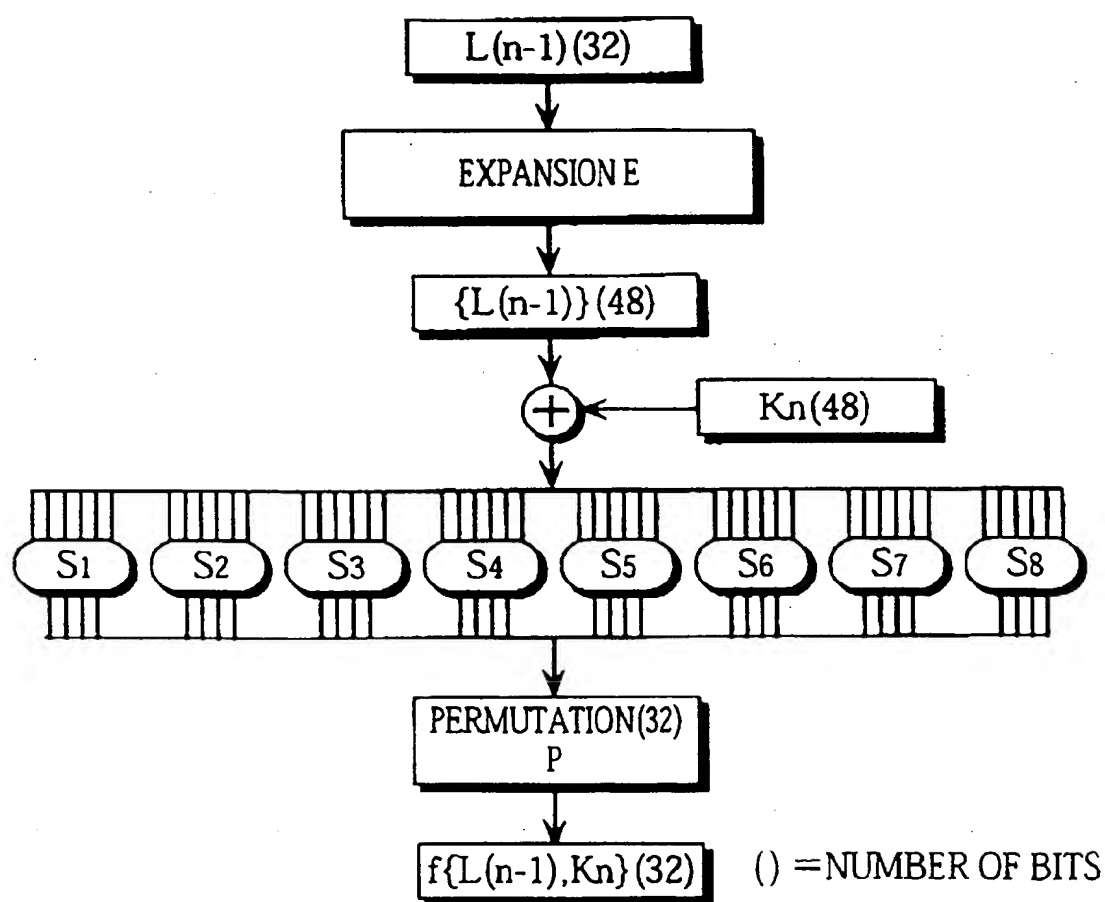 L(n-1)(32)
EXPANSION E
{L(n-1)}(48)
Kn(48)
S1 S2 S3 S4 S5 S6 S7 S8
PERMUTATION(32)
P
f{L(n-1),Kn}(32)
() =NUMBER OF BITS